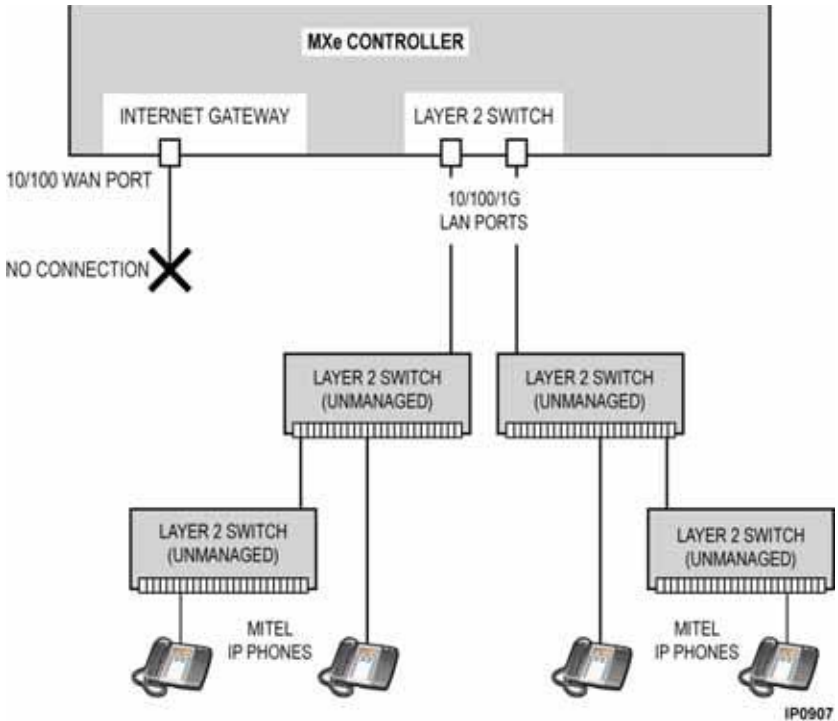 MXe CONTROLLER
INTERNET GATEWAY
LAYER 2 SWITCH
10/100 WAN PORT
10/100/1G
LAN PORTS
NO CONNECTION
LAYER 2 SWITCH
(UNMANAGED)
LAYER 2 SWITCH
(UNMANAGED)
LAYER 2 SWITCH
(UNMANAGED)
LAYER 2 SWITCH
(UNMANAGED)
MITEL
IP PHONES
MITEL
IP PHONES
IP0907